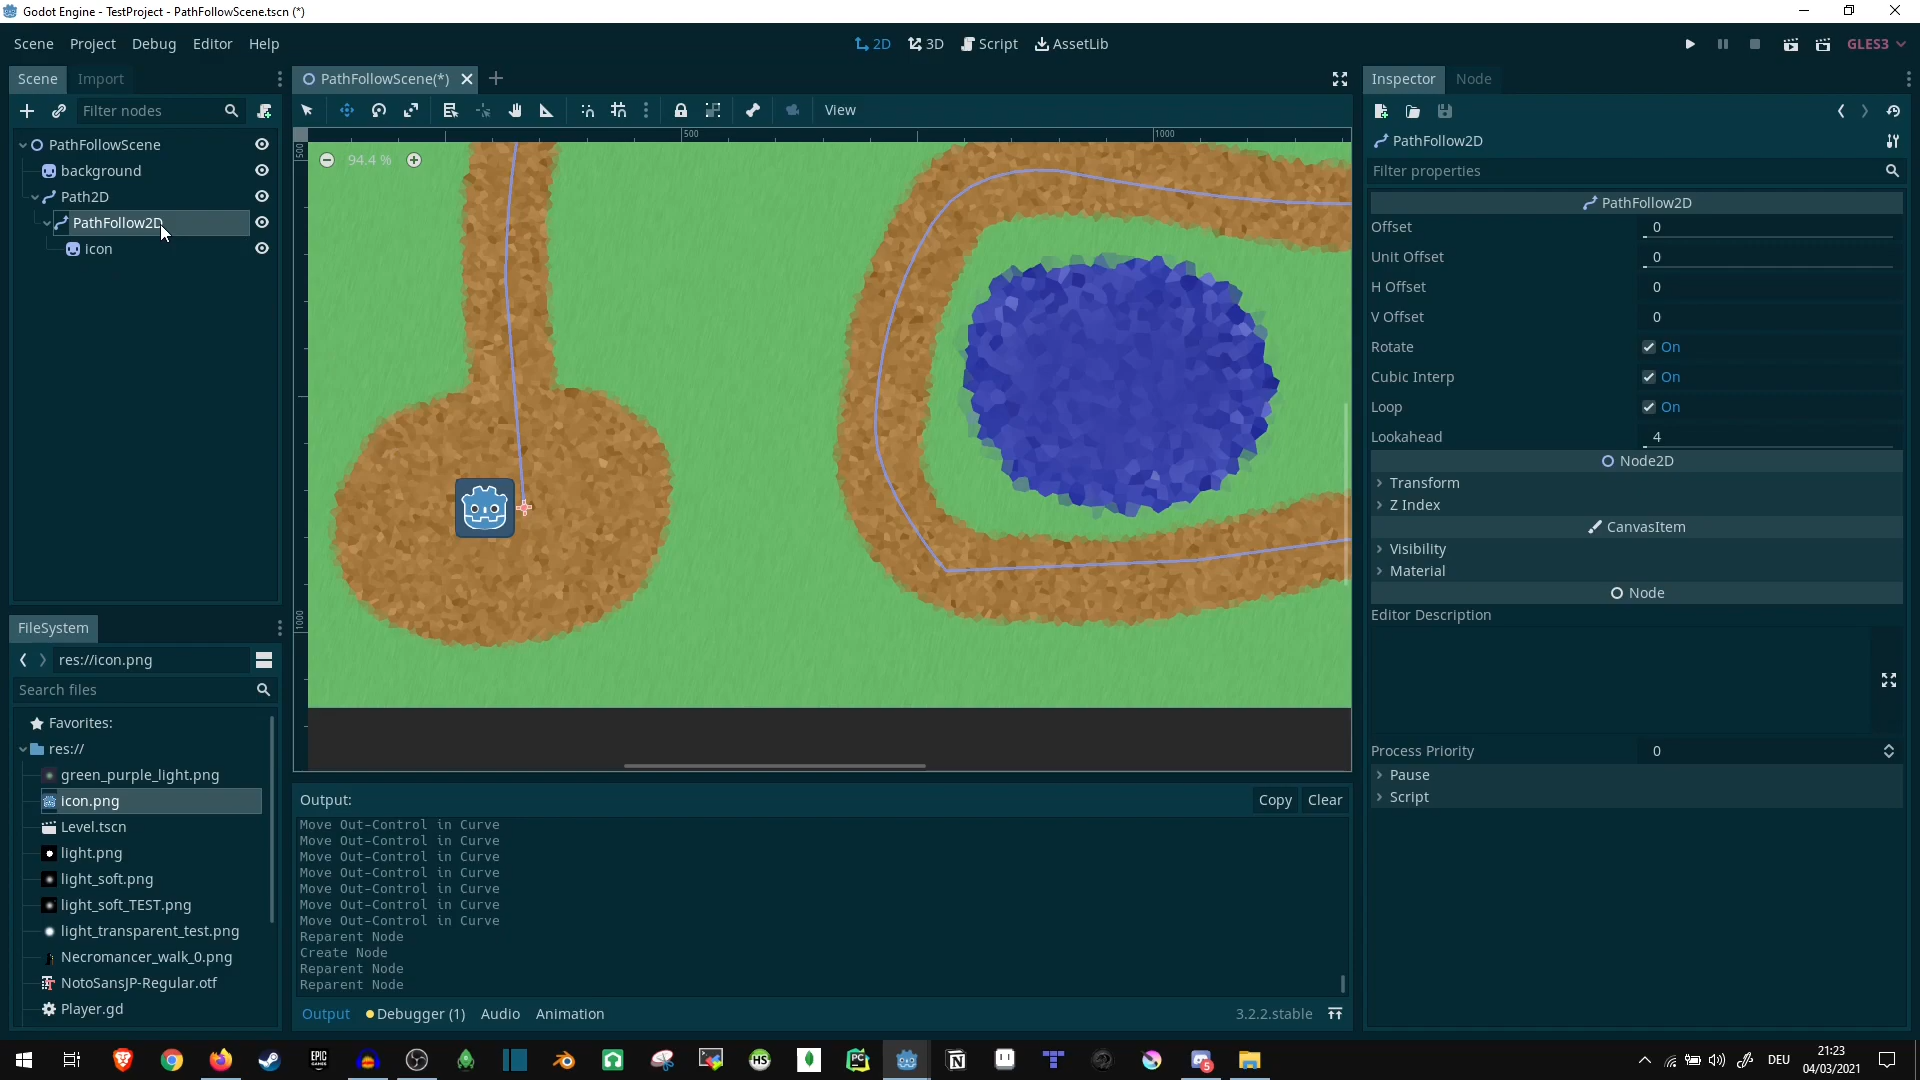 Godot Engine - TestProject - PathFollowScene.tscn (*)
Scene Project Debug Editor Help
2D 3D Script AssetLib
GLES3
Scene Import
Filter nodes
PathFollowScene
background
Path2D
PathFollow2D
icon
PathFollowScene(*)
View
500 1000
500
1000
94.4 %
FileSystem
res://icon.png
Search files
Favorites:
res://
green_purple_light.png
icon.png
Level.tscn
light.png
light_soft.png
light_soft_TEST.png
light_transparent_test.png
Necromancer_walk_0.png
NotoSansJP-Regular.otf
Player.gd
Output:
Copy Clear
Move Out-Control in Curve
Move Out-Control in Curve
Move Out-Control in Curve
Move Out-Control in Curve
Move Out-Control in Curve
Move Out-Control in Curve
Move Out-Control in Curve
Reparent Node
Create Node
Reparent Node
Reparent Node
Output Debugger (1) Audio Animation
3.2.2.stable
Inspector Node
PathFollow2D
Filter properties
PathFollow2D
Offset 0
Unit Offset 0
H Offset 0
V Offset 0
Rotate On
Cubic Interp On
Loop On
Lookahead 4
Node2D
Transform
Z Index
CanvasItem
Visibility
Material
Node
Editor Description
Process Priority 0
Pause
Script
EPIC
GAMES
HS
PC
5
DEU
21:23
04/03/2021